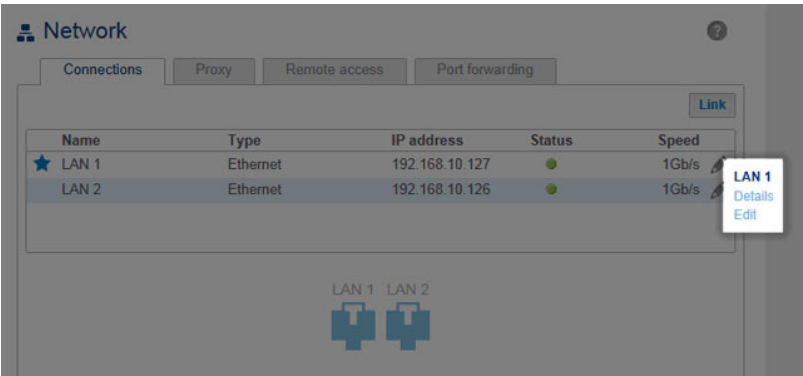 Network ?
Connections Proxy Remote access Port forwarding
Link
Name Type IP address Status Speed
LAN 1 Ethernet 192.168.10.127 1Gb/s
LAN 2 Ethernet 192.168.10.126 1Gb/s
LAN 1
Details
Edit
LAN 1 LAN 2